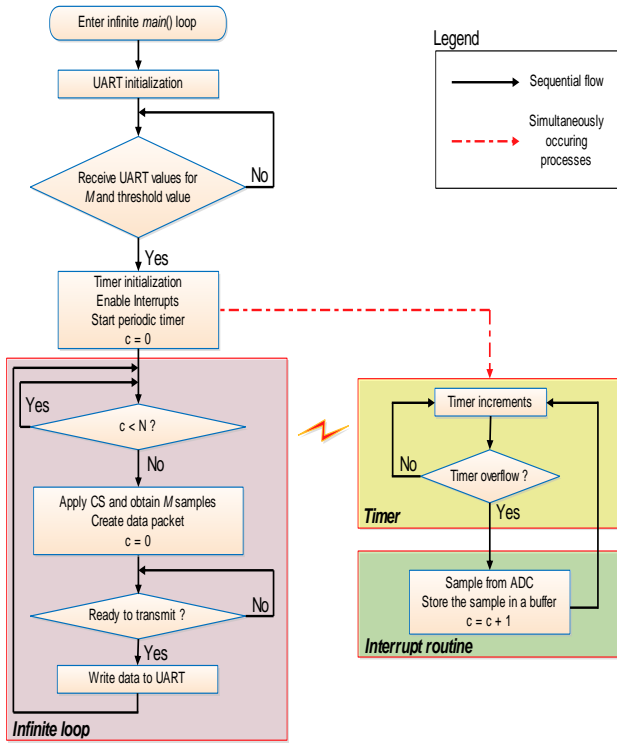 Enter infinite main() loop
UART initialization
Receive UART values for
M and threshold value
No
Yes
Timer initialization
Enable Interrupts
Start periodic timer
c = 0
Yes
c < N ?
No
Apply CS and obtain M samples
Create data packet
c = 0
Ready to transmit ?
No
Yes
Write data to UART
Infinite loop
Legend
Sequential flow
Simultaneously
occuring
processes
Timer increments
No
Timer overflow ?
Yes
Timer
Sample from ADC
Store the sample in a buffer
c = c + 1
Interrupt routine